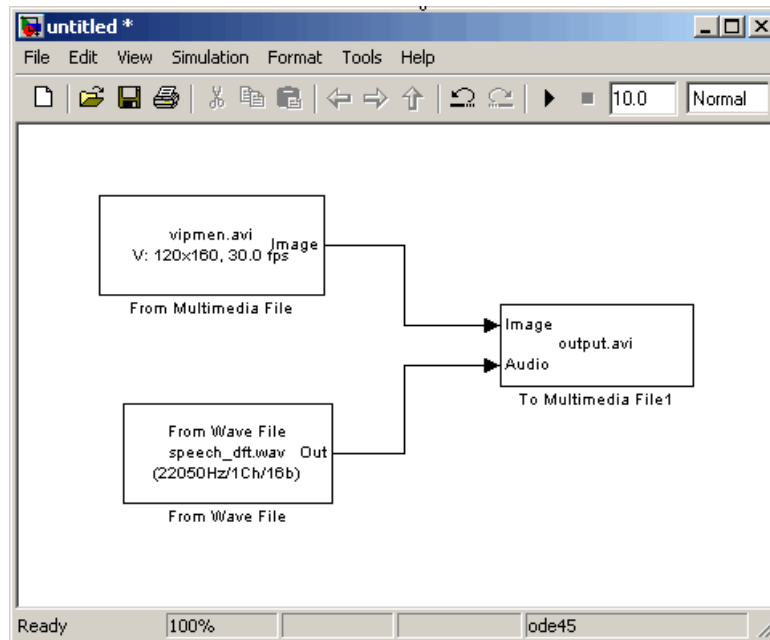 untitled *
File Edit View Simulation Format Tools Help
10.0 Normal
vipmen.avi
V: 120x160, 30.0 fps
Image
From Multimedia File
Image
output.avi
Audio
To Multimedia File1
From Wave File
speech_dft.wav Out
(22050Hz/1Ch/16b)
From Wave File
Ready 100% ode45